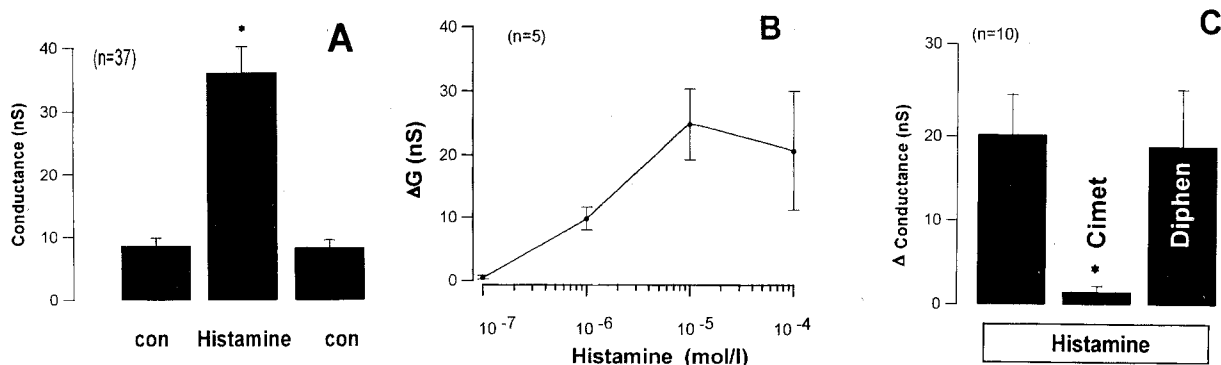 A
(n=37)
*
Conductance (nS)
40
30
20
10
0
con Histamine con
B
(n=5)
ΔG (nS)
40
30
20
10
0
10-7 10-6 10-5 10-4
Histamine (mol/l)
C
(n=10)
Δ Conductance (nS)
30
20
10
0
Cimet
*
Diphen
Histamine